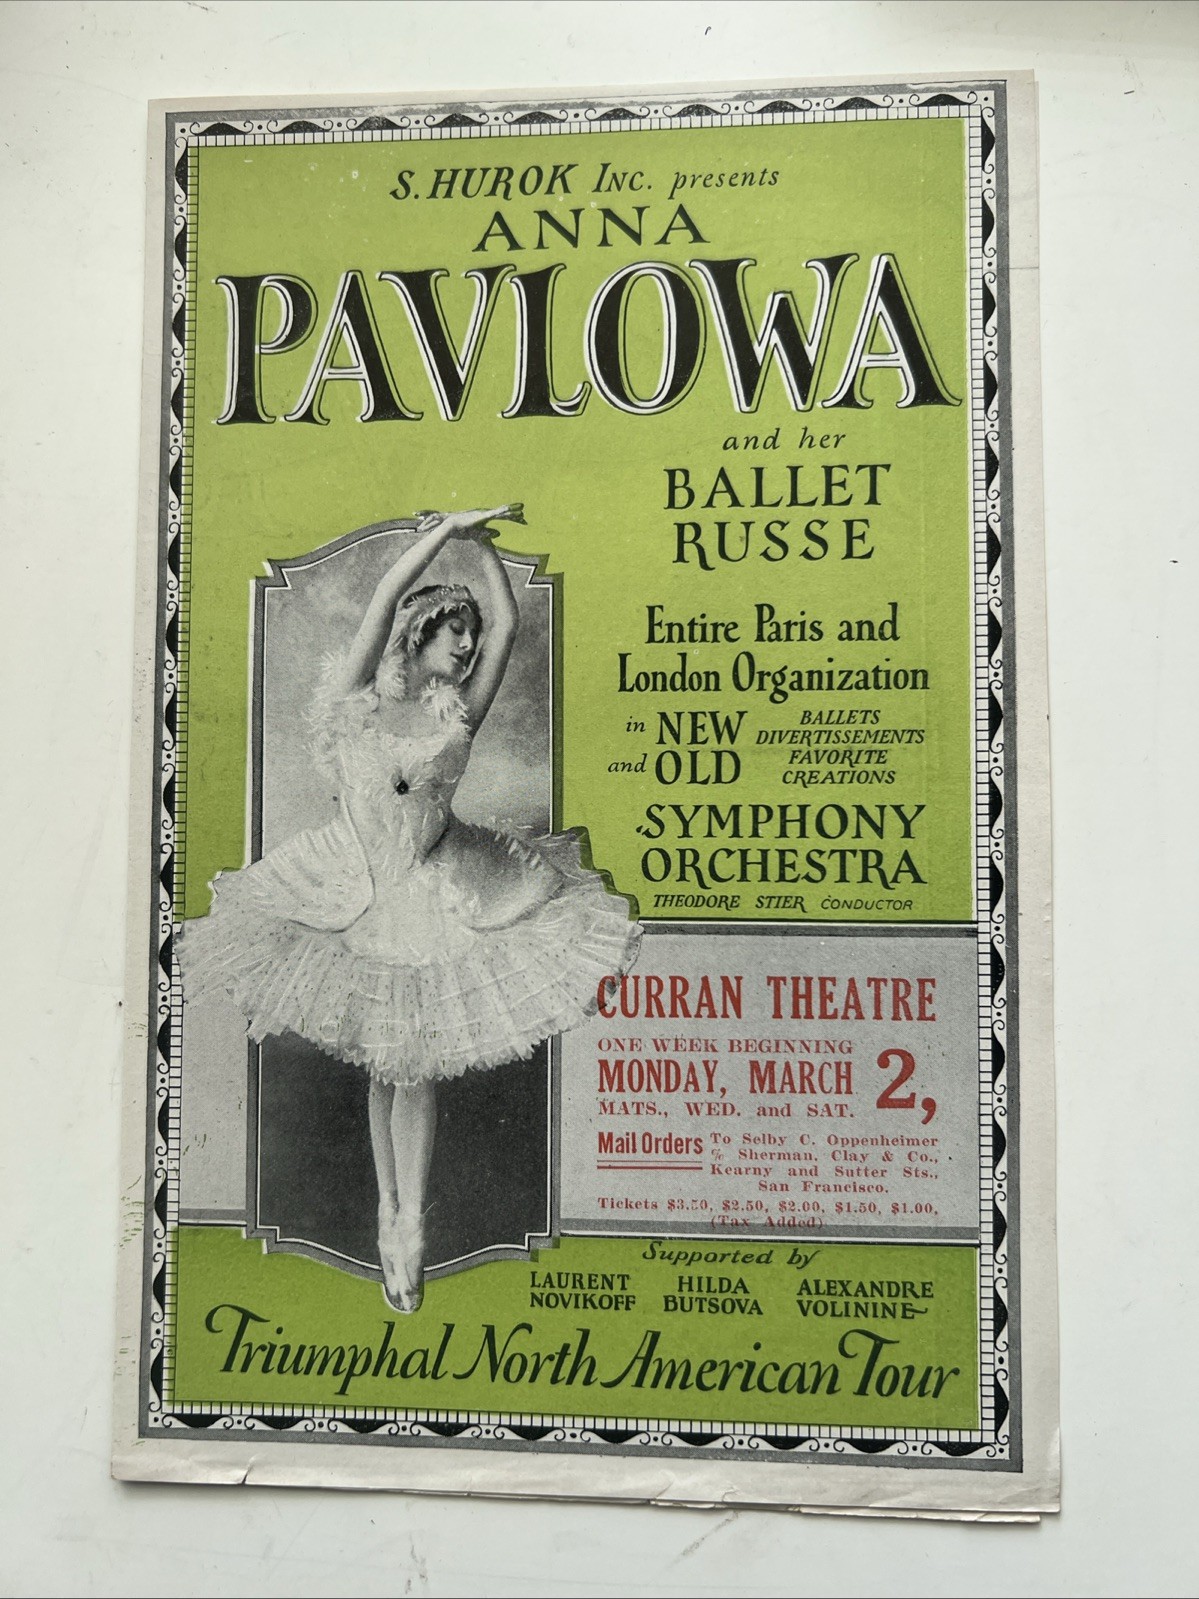 S. HUROK INC. presents
ANNA
PAVLOWA
and her
BALLET
RUSSE
Entire Paris and
London Organization
in NEW
and OLD
BALLETS
DIVERTISSEMENTS
FAVORITE
CREATIONS
SYMPHONY
ORCHESTRA
THEODORE STIER CONDUCTOR
CURRAN THEATRE
ONE WEEK BEGINNING
MONDAY, MARCH 2,
MATS., WED. and SAT.
Mail Orders
To Selby C. Oppenheimer
% Sherman, Clay & Co.,
Kearny and Sutter Sts.,
San Francisco.
Tickets $3.50, $2.50, $2.00, $1.50, $1.00.
(Tax Added)
Supported by
LAURENT NOVIKOFF
HILDA BUTSOVA
ALEXANDRE VOLININE
Triumphal North American Tour